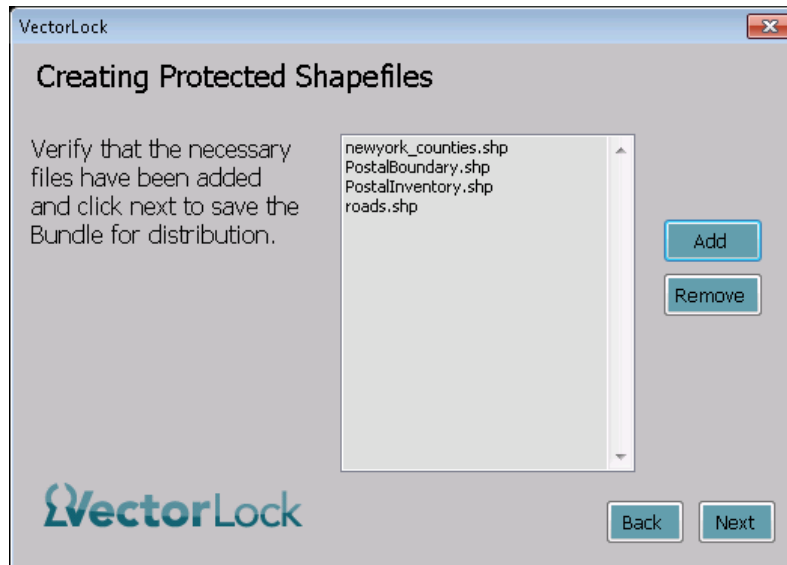 VectorLock
Creating Protected Shapefiles
Verify that the necessary
files have been added
and click next to save the
Bundle for distribution.
newyork_counties.shp
PostalBoundary.shp
PostalInventory.shp
roads.shp
Add
Remove
VectorLock
Back
Next